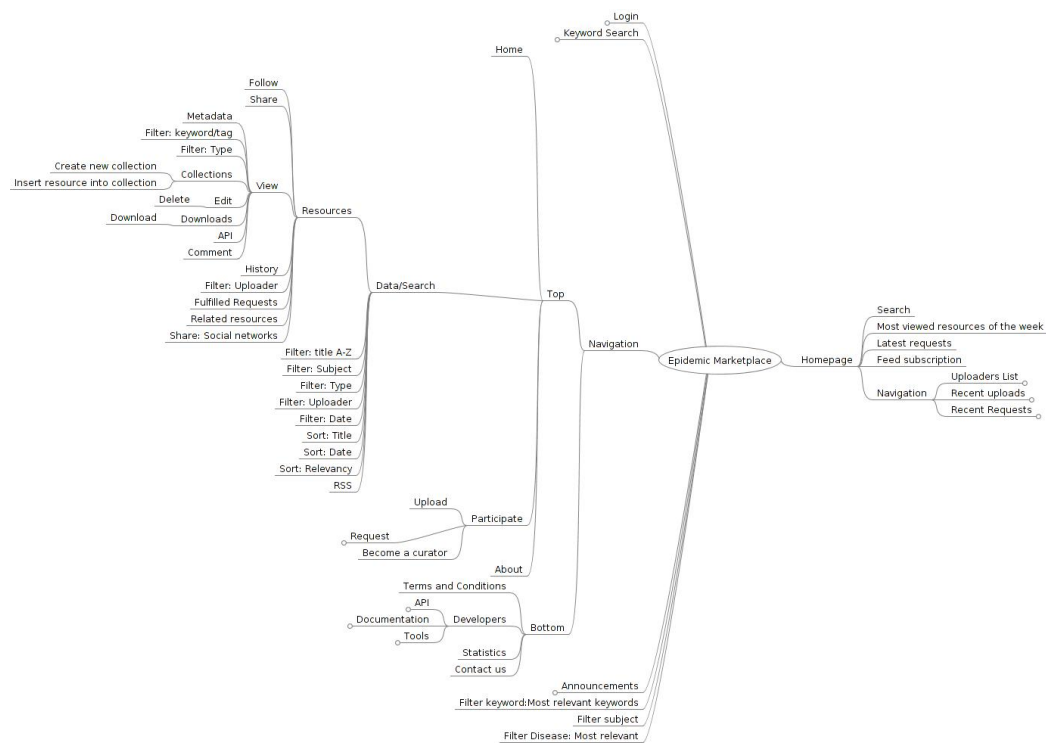 Login
Keyword Search
Home
Follow
Share
Metadata
Filter: keyword/tag
Filter: Type
Create new collection
Collections
Insert resource into collection
View
Delete
Edit
Download
Downloads
API
Comment
Resources
History
Filter: Uploader
Fulfilled Requests
Related resources
Share: Social networks
Data/Search
Top
Filter: title A-Z
Filter: Subject
Filter: Type
Filter: Uploader
Filter: Date
Sort: Title
Sort: Date
Sort: Relevancy
RSS
Navigation
Epidemic Marketplace
Homepage
Search
Most viewed resources of the week
Latest requests
Feed subscription
Navigation
Uploaders List
Recent uploads
Recent Requests
Upload
Participate
Request
Become a curator
About
Terms and Conditions
API
Documentation
Developers
Tools
Bottom
Statistics
Contact us
Announcements
Filter keyword:Most relevant keywords
Filter subject
Filter Disease: Most relevant